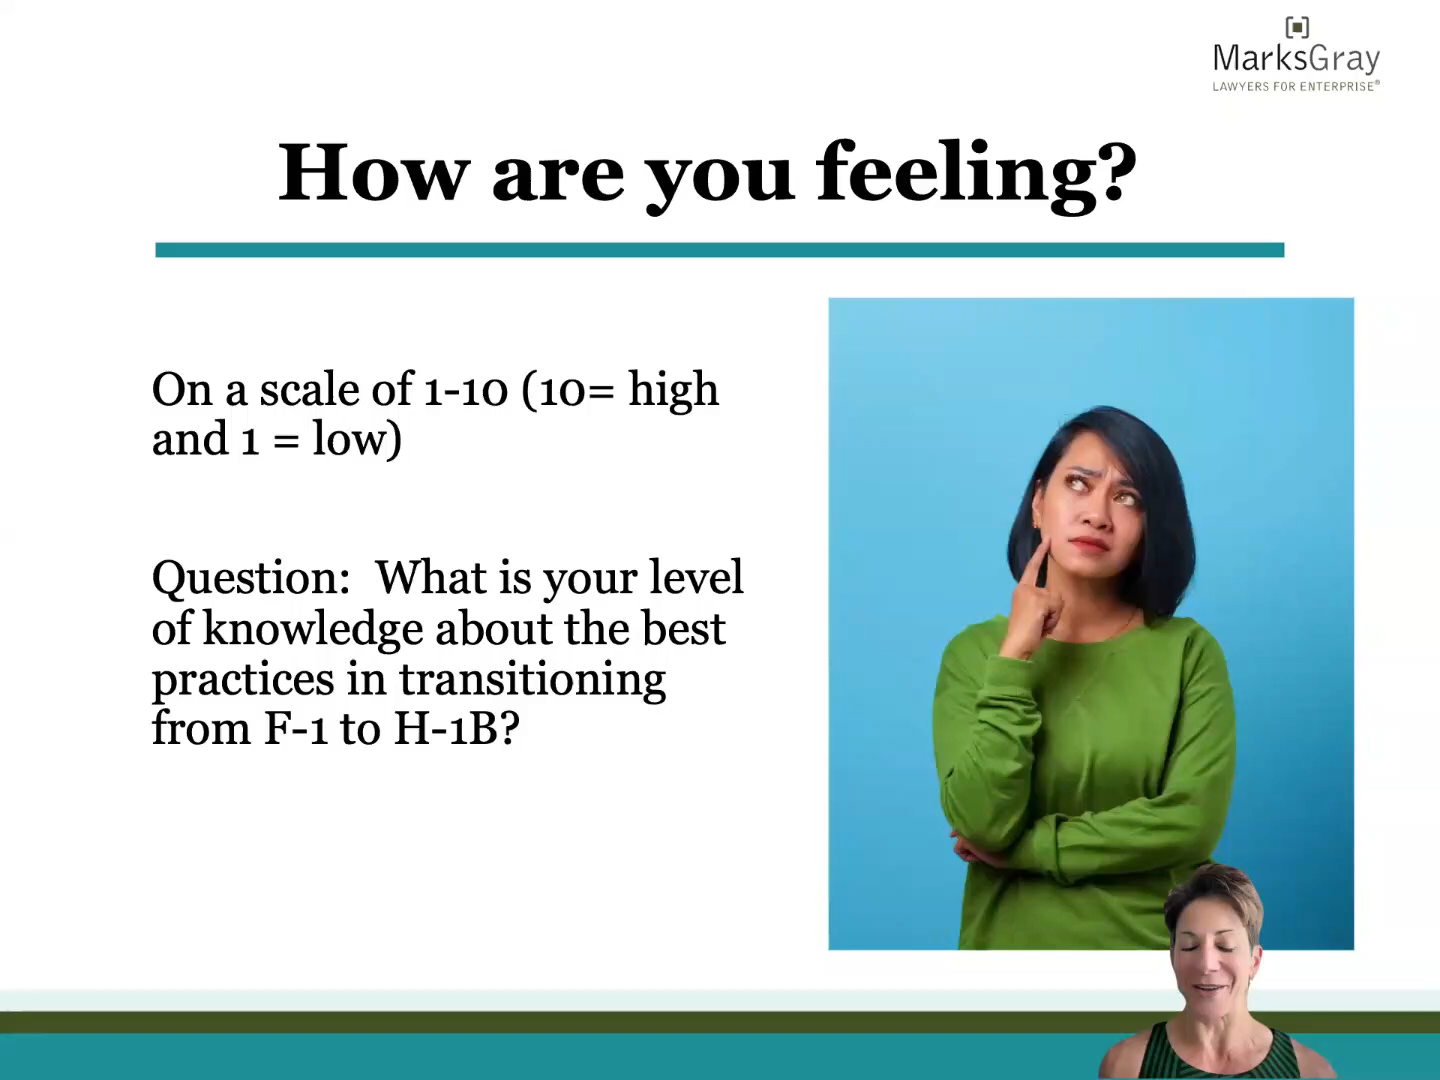 MarksGray
LAWYERS FOR ENTERPRISE®
How are you feeling?
On a scale of 1-10 (10= high
and 1 = low)
Question:  What is your level
of knowledge about the best
practices in transitioning
from F-1 to H-1B?